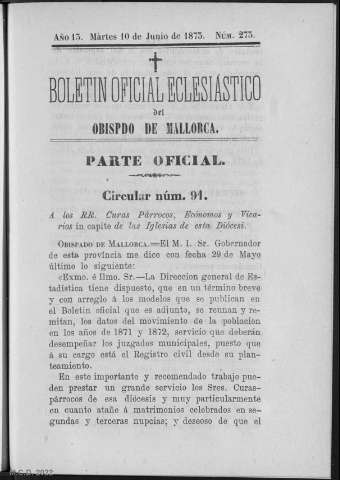 Año 13. Mártes 10 de Junio de 1873. Núm. 275.
BOLETIN OFICIAL ECLESIÁSTICO
del
OBISPDO DE MALLORCA.
PARTE OFICIAL.
Circular núm. 91.
A los RR. Curas Párrocos, Ecónomos y Vica-
rios in capite de las Iglesias de esta Diócesi.
OBISPADO DE MALLORCA.—El M. I. Sr. Gobernador
de esta provincia me dice con fecha 29 de Mayo
último lo siguiente:
«Exmo. é Ilmo. Sr.—La Direccion general de Es-
tadística tiene dispuesto, que en un término breve
y con arreglo á los modelos que se publican en
el Boletin oficial que es adjunto, se reunan y re-
mitan, los datos del movimiento de la poblacion
en los años de 1871 y 1872, servicio que deberán
desempeñar los juzgados municipales, puesto que
á su cargo está el Registro civil desde su plan-
teamiento.
En este importante y recomendado trabajo pue-
den prestar un grande servicio los Sres. Curas-
párrocos de esa diócesis y muy particularmente
en cuanto atañe á matrimonios celebrados en se-
gundas y terceras nupcias; y deseoso de que el
M.C.D. 2022